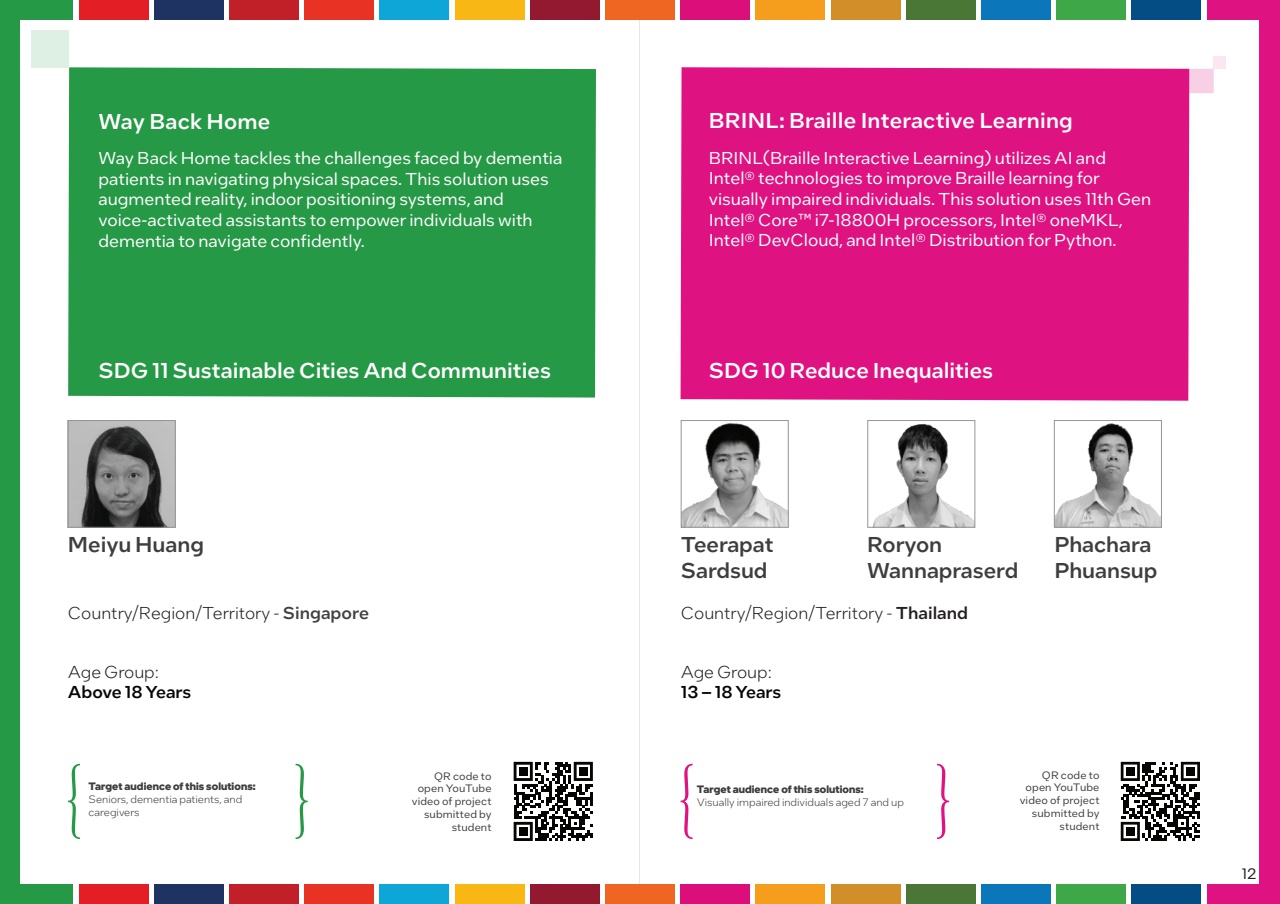 Way Back Home
Way Back Home tackles the challenges faced by dementia
patients in navigating physical spaces. This solution uses
augmented reality, indoor positioning systems, and
voice-activated assistants to empower individuals with
dementia to navigate confidently.
SDG 11 Sustainable Cities And Communities
Meiyu Huang
Country/Region/Territory - Singapore
Age Group:
Above 18 Years
Target audience of this solutions:
Seniors, dementia patients, and
caregivers
QR code to
open YouTube
video of project
submitted by
student
BRINL: Braille Interactive Learning
BRINL(Braille Interactive Learning) utilizes AI and
Intel® technologies to improve Braille learning for
visually impaired individuals. This solution uses 11th Gen
Intel® Core™ i7-18800H processors, Intel® oneMKL,
Intel® DevCloud, and Intel® Distribution for Python.
SDG 10 Reduce Inequalities
Teerapat
Sardsud
Roryon
Wannapraserd
Phachara
Phuansup
Country/Region/Territory - Thailand
Age Group:
13 – 18 Years
Target audience of this solutions:
Visually impaired individuals aged 7 and up
QR code to
open YouTube
video of project
submitted by
student
12